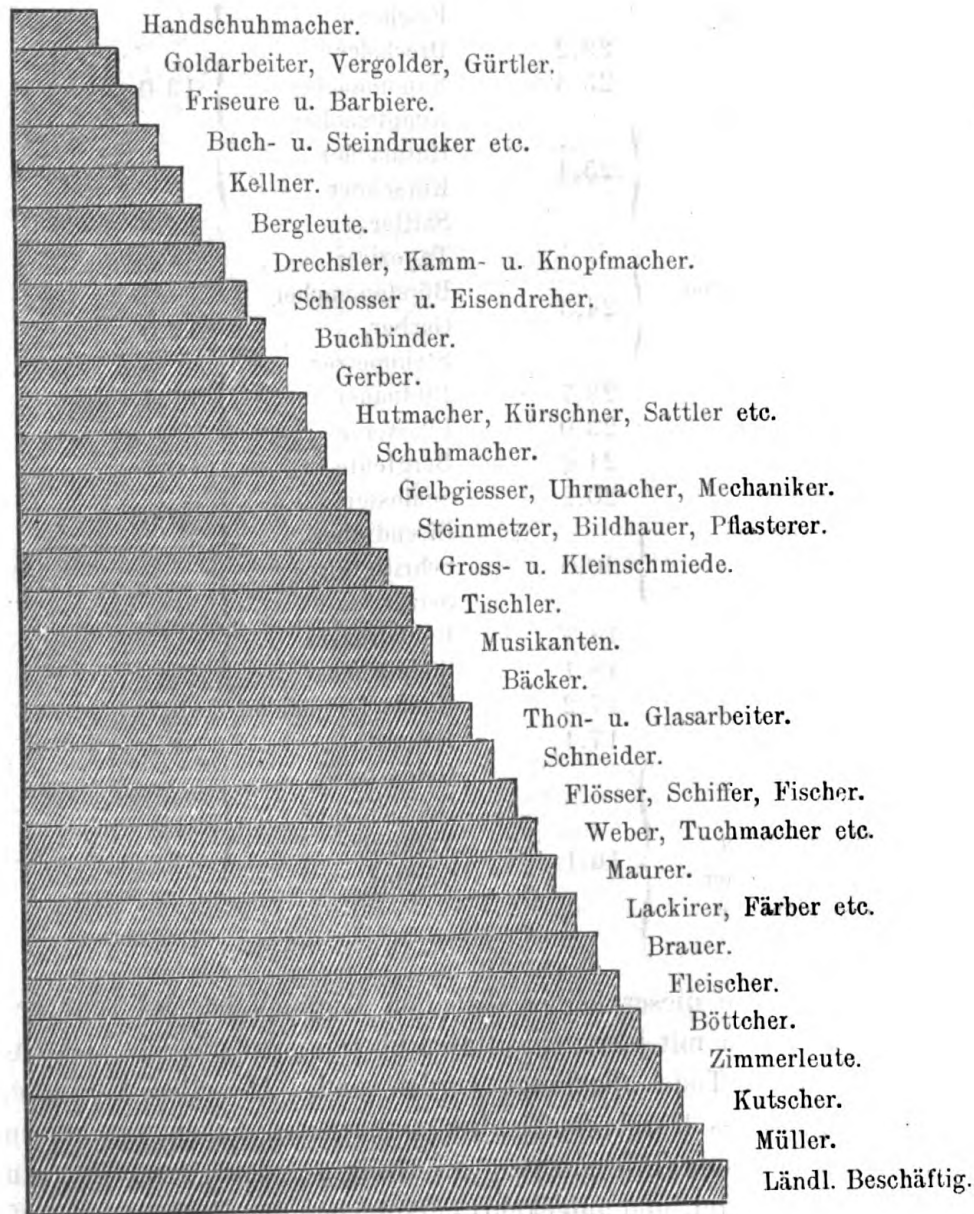 Handschuhmacher.
Goldarbeiter, Vergolder, Gürtler.
Friseure u. Barbiere.
Buch- u. Steindrucker etc.
Kellner.
Bergleute.
Drechsler, Kamm- u. Knopfmacher.
Schlosser u. Eisendreher.
Buchbinder.
Gerber.
Hutmacher, Kürschner, Sattler etc.
Schuhmacher.
Gelbgiesser, Uhrmacher, Mechaniker.
Steinmetzer, Bildhauer, Pflasterer.
Gross- u. Kleinschmiede.
Tischler.
Musikanten.
Bäcker.
Thon- u. Glasarbeiter.
Schneider.
Flösser, Schiffer, Fischer.
Weber, Tuchmacher etc.
Maurer.
Lackirer, Färber etc.
Brauer.
Fleischer.
Böttcher.
Zimmerleute.
Kutscher.
Müller.
Ländl. Beschäftig.